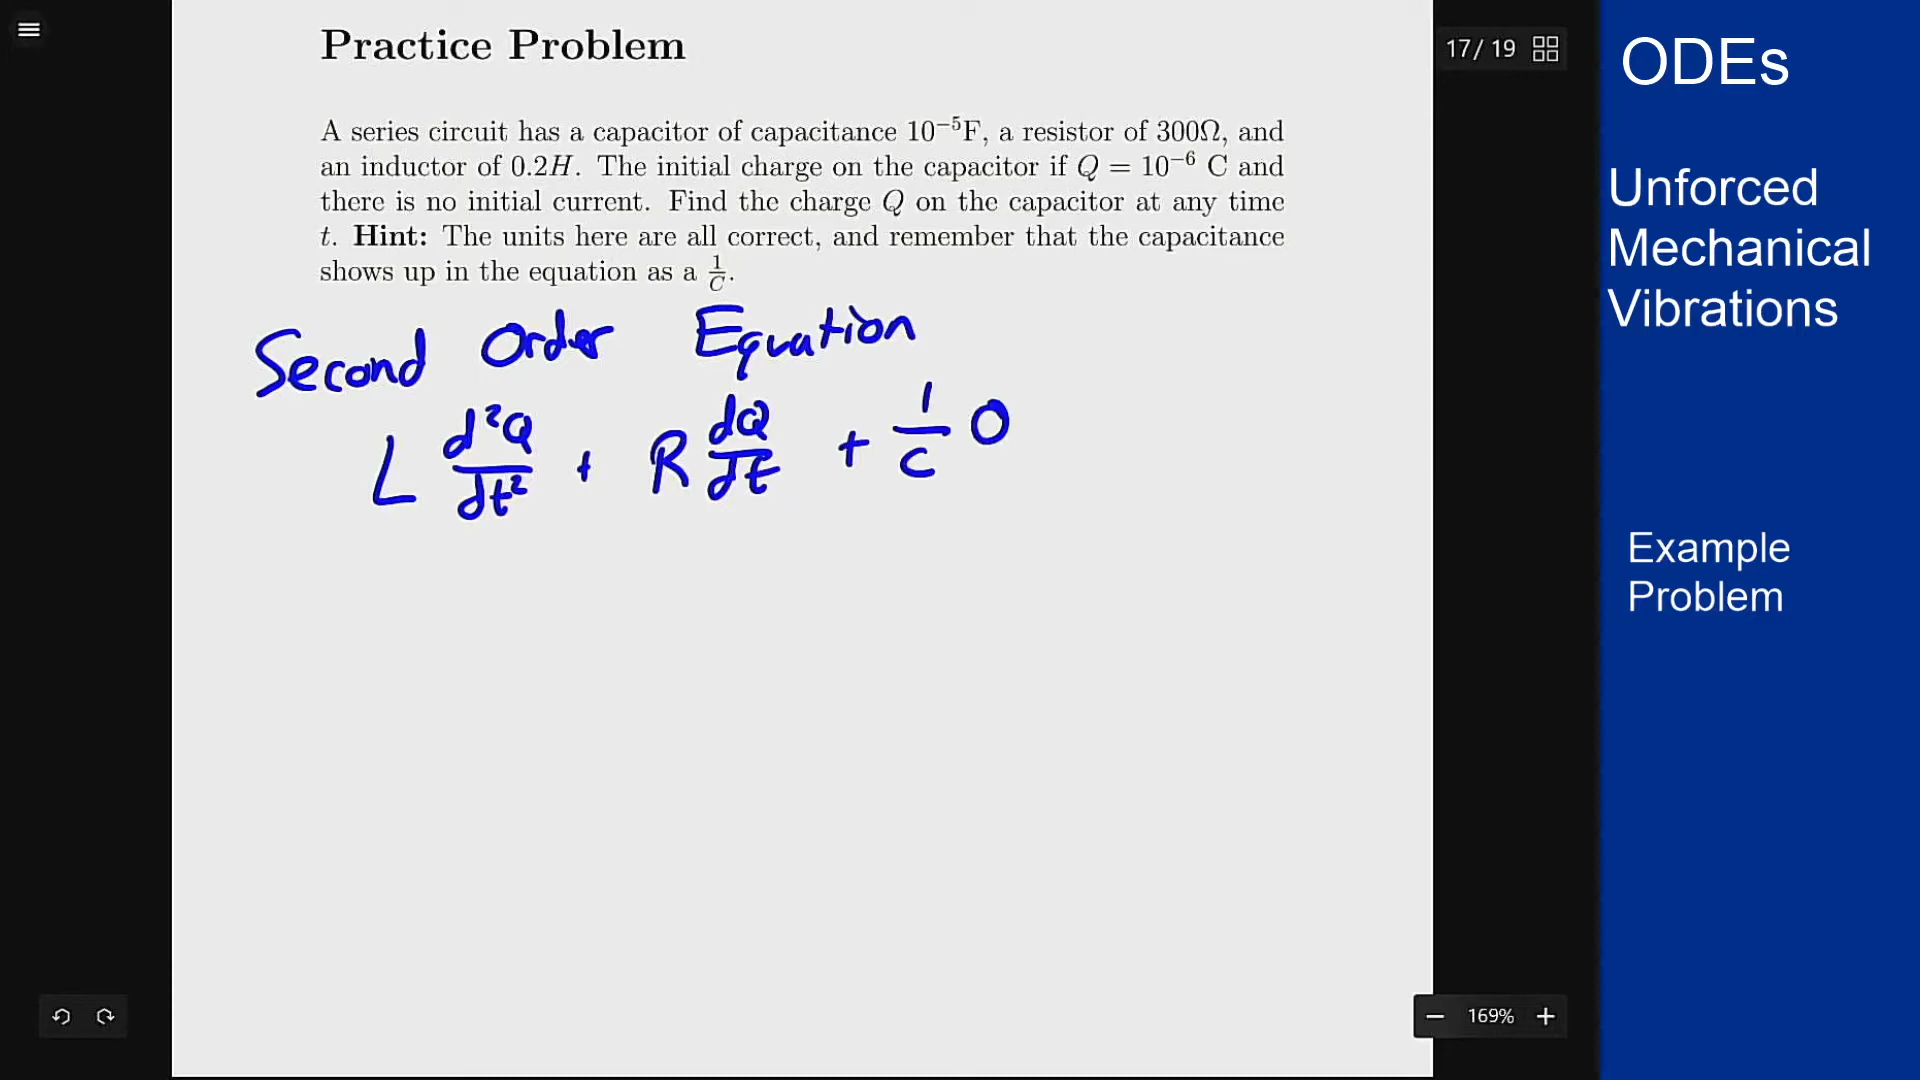 Practice Problem
17/ 19
A series circuit has a capacitor of capacitance 10⁻⁵F, a resistor of 300Ω, and
an inductor of 0.2H. The initial charge on the capacitor if Q = 10⁻⁶ C and
there is no initial current. Find the charge Q on the capacitor at any time
t. Hint: The units here are all correct, and remember that the capacitance
shows up in the equation as a 1/C.
Second Order Equation
L d²Q/dt² + R dQ/dt + 1/C O
169%
ODEs
Unforced
Mechanical
Vibrations
Example
Problem